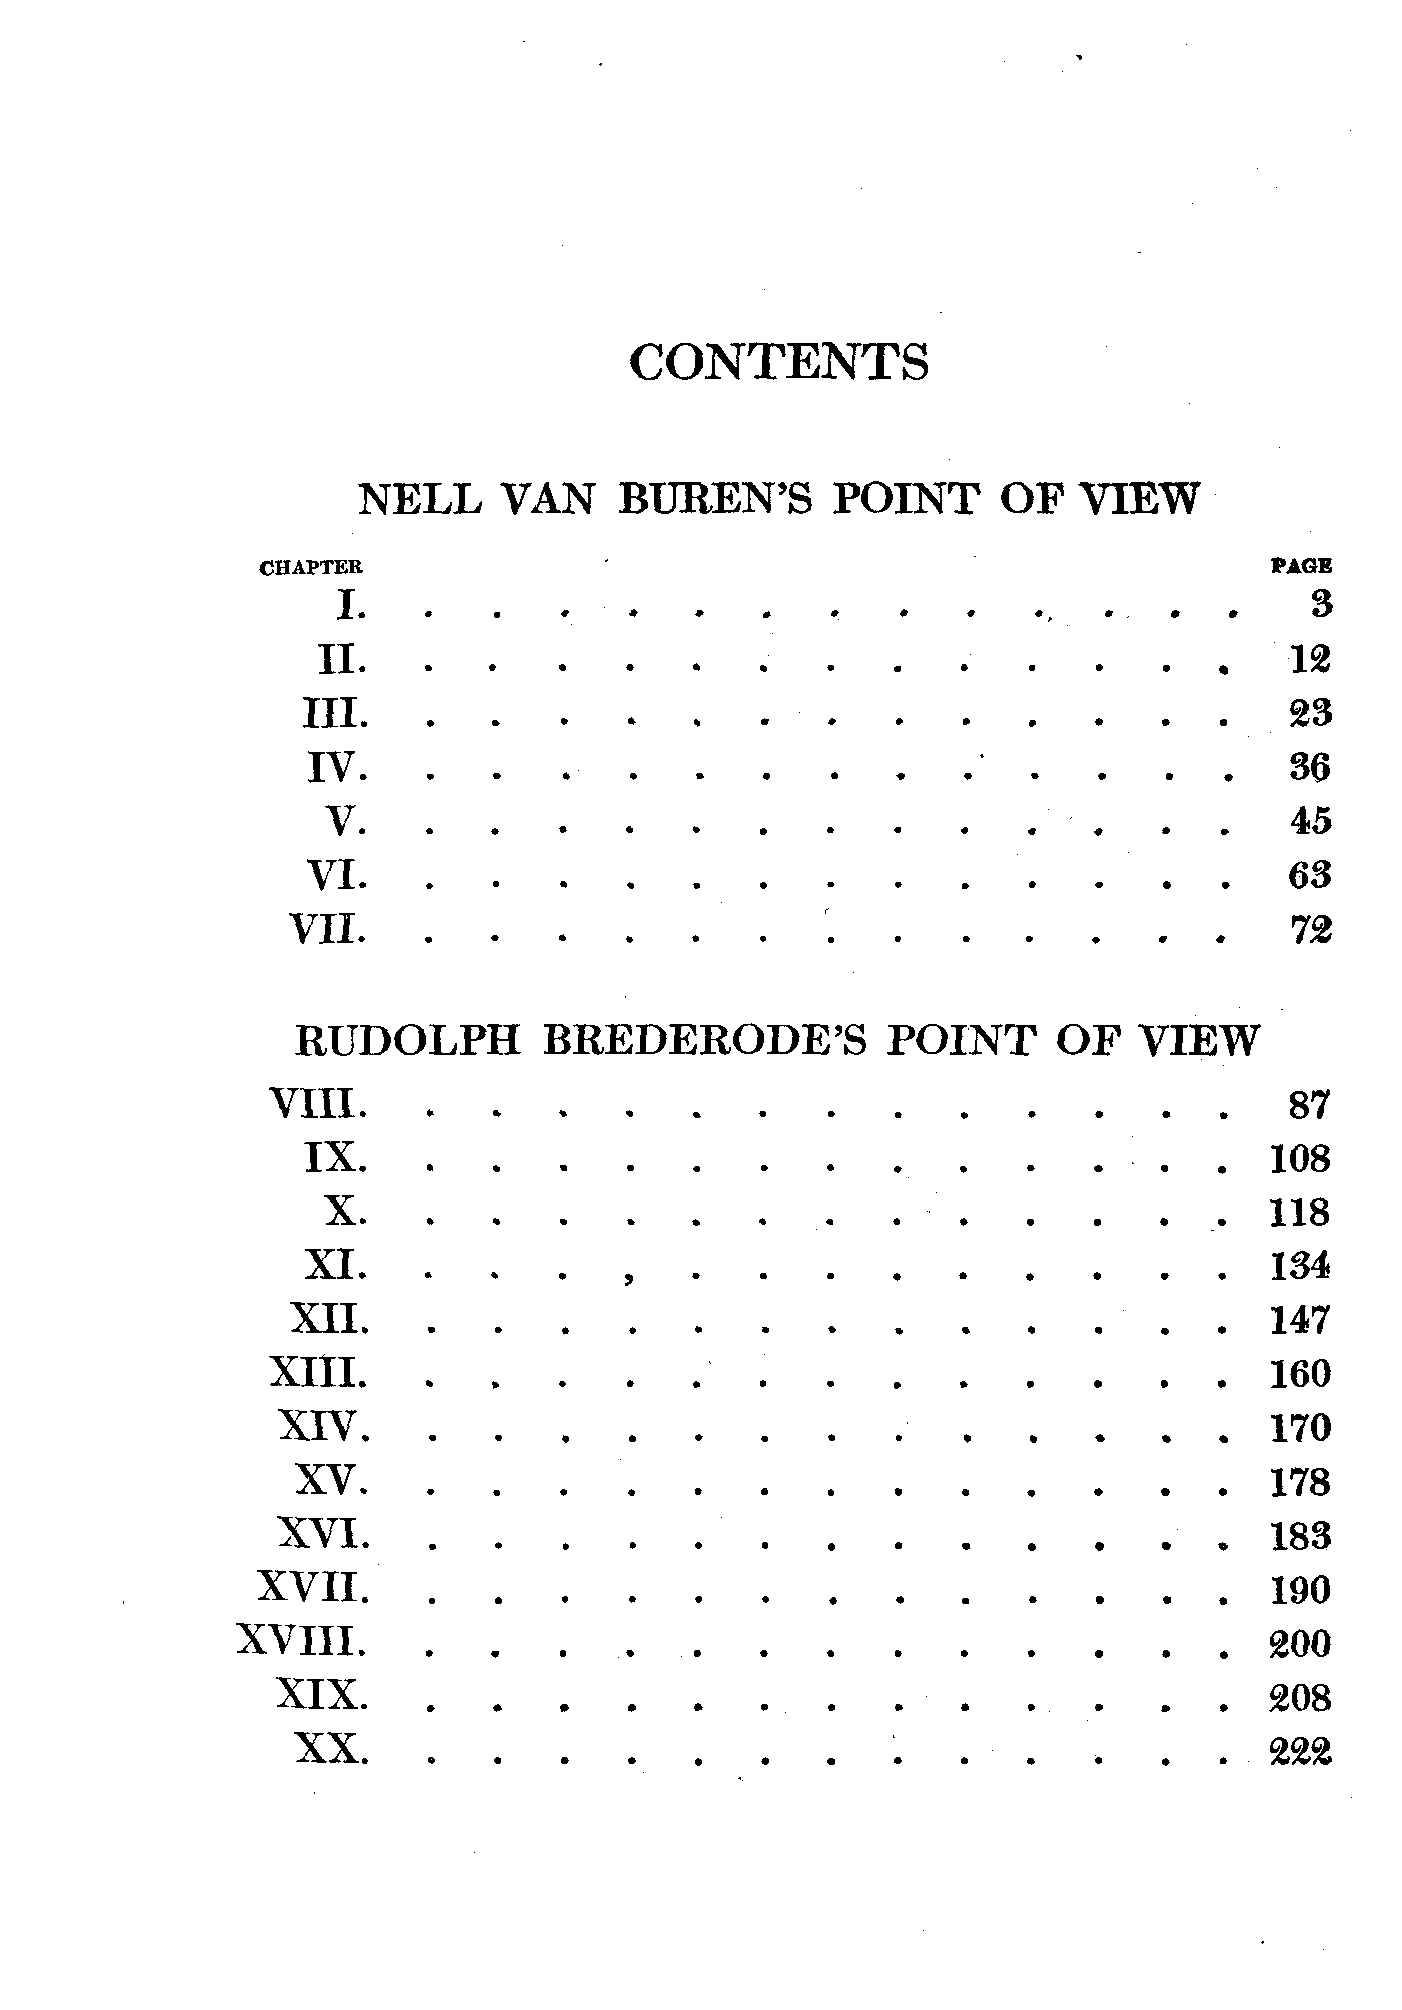 CONTENTS
NELL VAN BUREN'S POINT OF VIEW
CHAPTER PAGE
I. . . . . . . . . . . . . . 3
II. . . . . . . . . . . . . . 12
III. . . . . . . . . . . . . . 23
IV. . . . . . . . . . . . . . 36
V. . . . . . . . . . . . . . 45
VI. . . . . . . . . . . . . . 63
VII. . . . . . . . . . . . . . 72
RUDOLPH BREDERODE'S POINT OF VIEW
VIII. . . . . . . . . . . . . . 87
IX. . . . . . . . . . . . . . 108
X. . . . . . . . . . . . . . 118
XI. . . . , . . . . . . . . . 134
XII. . . . . . . . . . . . . . 147
XIII. . . . . . . . . . . . . . 160
XIV. . . . . . . . . . . . . . 170
XV. . . . . . . . . . . . . . 178
XVI. . . . . . . . . . . . . . 183
XVII. . . . . . . . . . . . . . 190
XVIII. . . . . . . . . . . . . . 200
XIX. . . . . . . . . . . . . . 208
XX. . . . . . . . . . . . . . 222